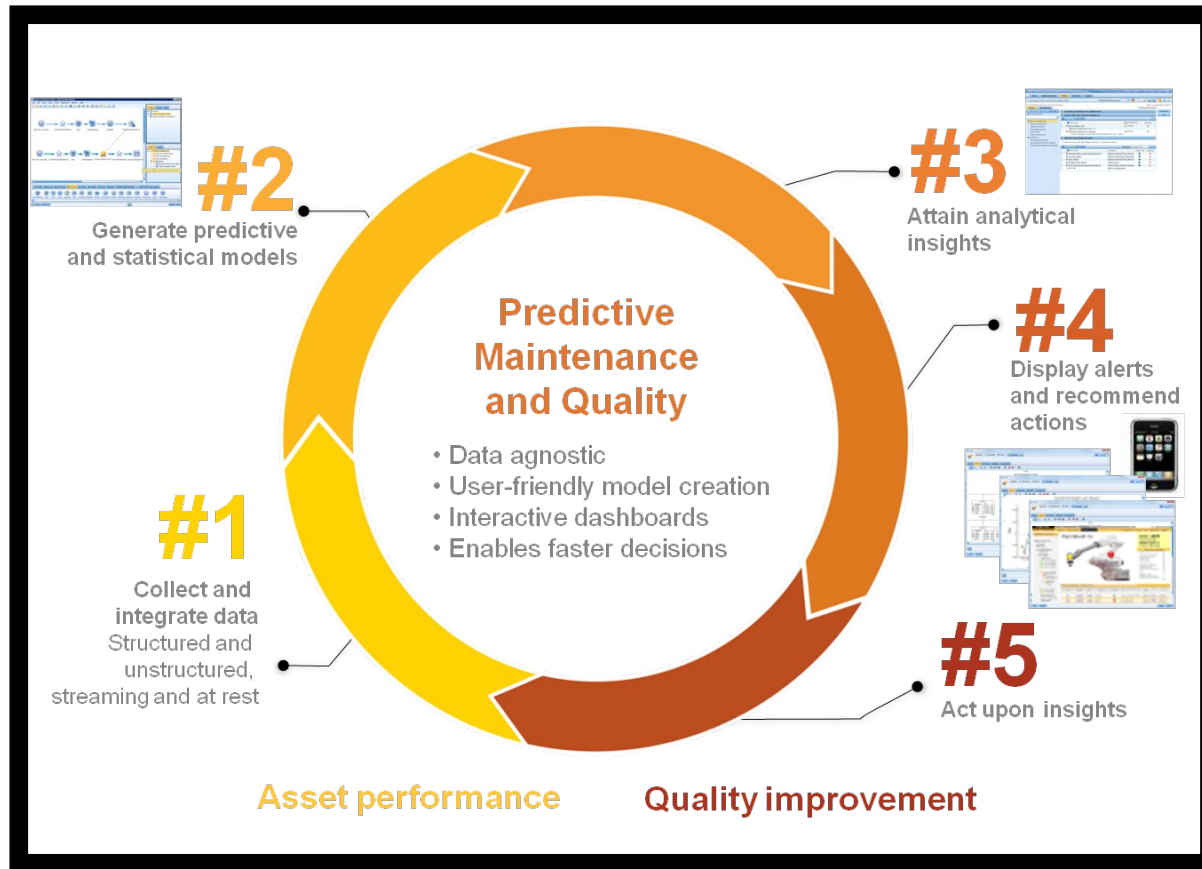 #2
Generate predictive
and statistical models
#3
Attain analytical
insights
#4
Display alerts
and recommend
actions
Predictive
Maintenance
and Quality
• Data agnostic
• User-friendly model creation
• Interactive dashboards
• Enables faster decisions
#1
Collect and
integrate data
Structured and
unstructured,
streaming and at rest
#5
Act upon insights
Asset performance
Quality improvement